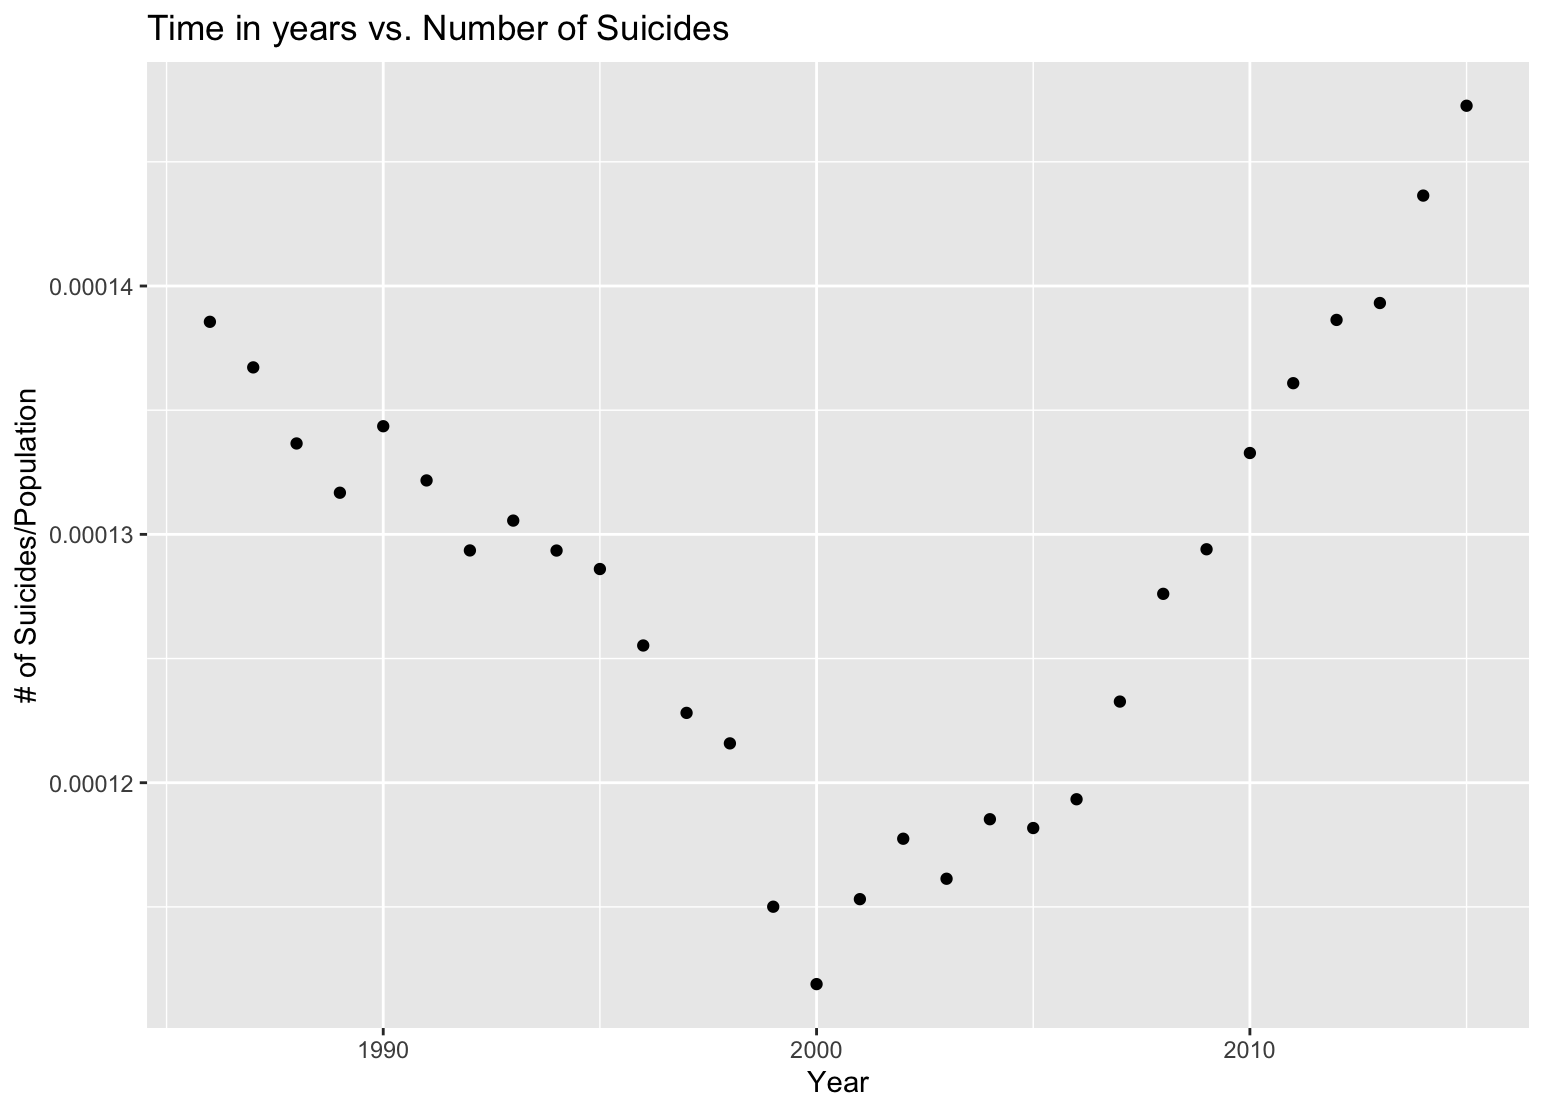 Time in years vs. Number of Suicides
# of Suicides/Population
0.00014
0.00013
0.00012
1990
2000
2010
Year